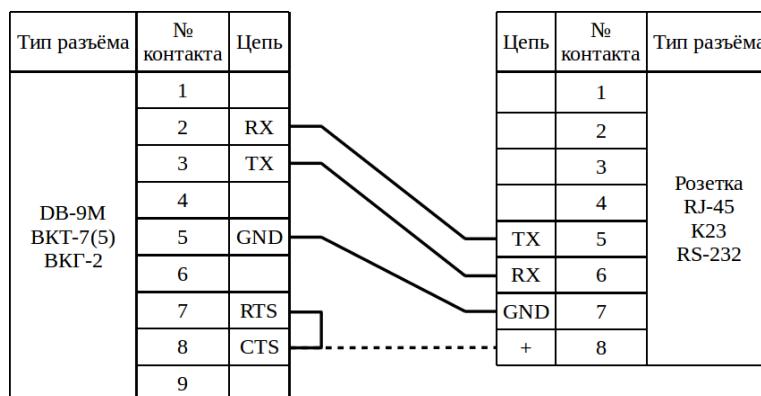 Тип разъёма № контакта Цепь
1
2 RX
3 TX
4
5 GND
6
7 RTS
8 CTS
9
DB-9M
ВКТ-7(5)
ВКГ-2
Цепь № контакта Тип разъёма
1
2
3
4
TX 5
RX 6
GND 7
+ 8
Розетка
RJ-45
К23
RS-232